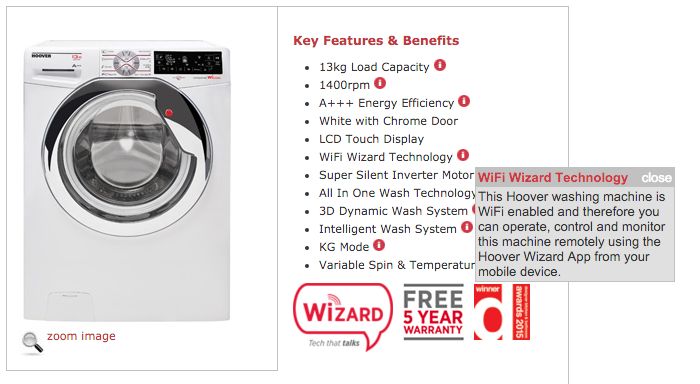 HOOVER
Key Features & Benefits
13kg Load Capacity
1400rpm
A+++ Energy Efficiency
White with Chrome Door
LCD Touch Display
WiFi Wizard Technology
Super Silent Inverter Motor
All In One Wash Technology
3D Dynamic Wash System
Intelligent Wash System
KG Mode
Variable Spin & Temperatur
WiFi Wizard Technology close
This Hoover washing machine is
WiFi enabled and therefore you
can operate, control and monitor
this machine remotely using the
Hoover Wizard App from your
mobile device.
WIZARD
Tech that talks
FREE
5 YEAR
WARRANTY
winner
awards 2015
zoom image